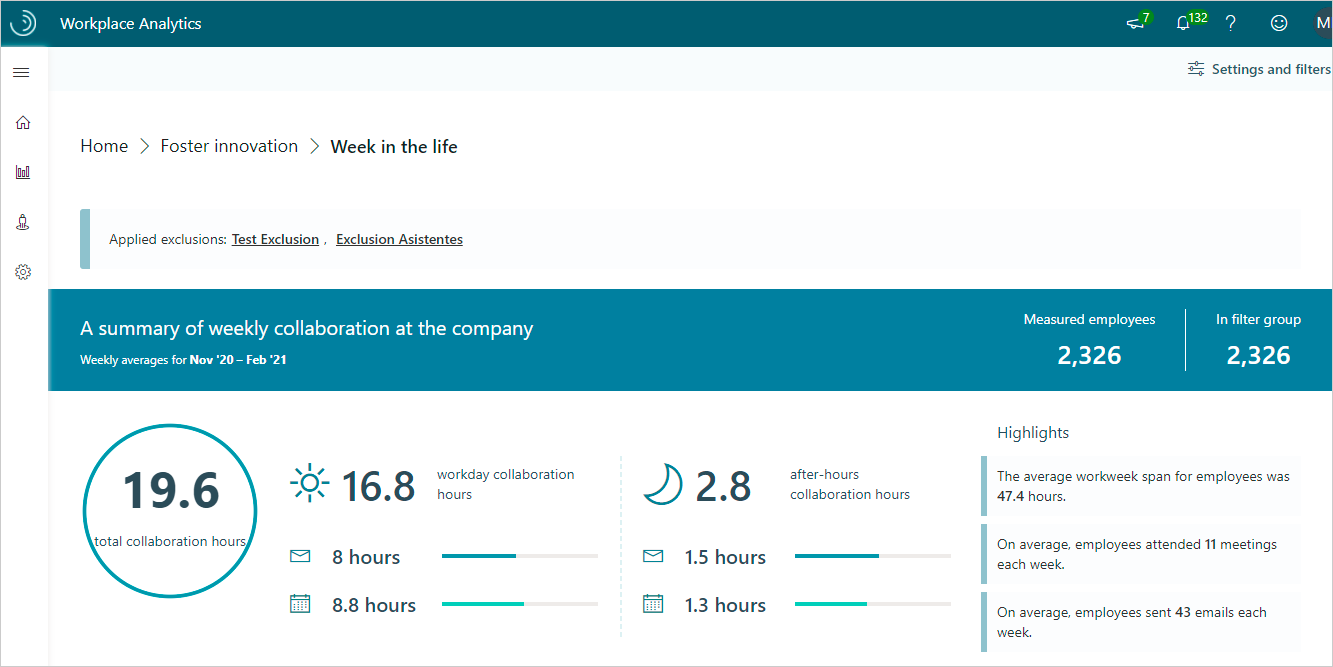 Workplace Analytics
7
132
?
M
Settings and filters
Home > Foster innovation > Week in the life
Applied exclusions: Test Exclusion , Exclusion Asistentes
A summary of weekly collaboration at the company
Weekly averages for Nov '20 – Feb '21
Measured employees
2,326
In filter group
2,326
19.6
total collaboration hours
16.8
workday collaboration
hours
8 hours
8.8 hours
2.8
after-hours
collaboration hours
1.5 hours
1.3 hours
Highlights
The average workweek span for employees was
47.4 hours.
On average, employees attended 11 meetings
each week.
On average, employees sent 43 emails each
week.